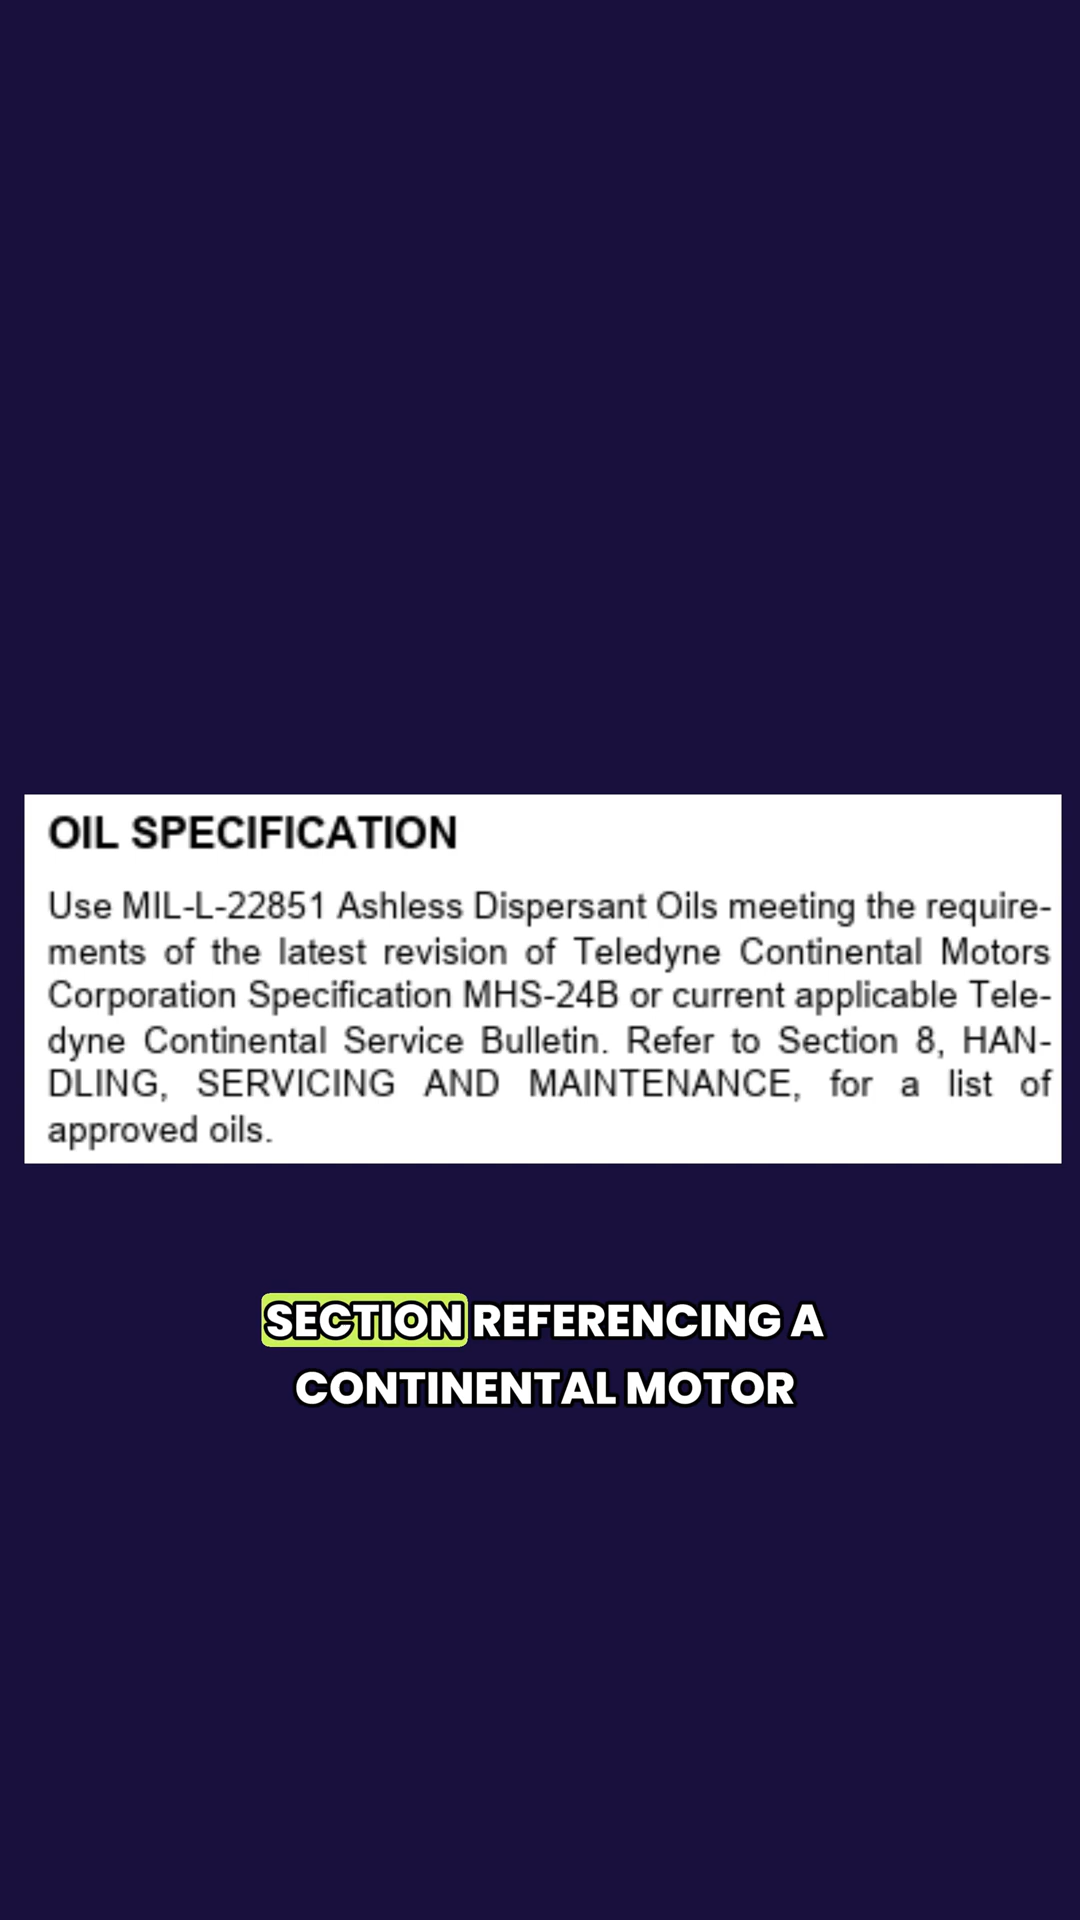 OIL SPECIFICATION
Use MIL-L-22851 Ashless Dispersant Oils meeting the require-
ments of the latest revision of Teledyne Continental Motors
Corporation Specification MHS-24B or current applicable Tele-
dyne Continental Service Bulletin. Refer to Section 8, HAN-
DLING, SERVICING AND MAINTENANCE, for a list of
approved oils.
SECTION REFERENCING A
CONTINENTAL MOTOR